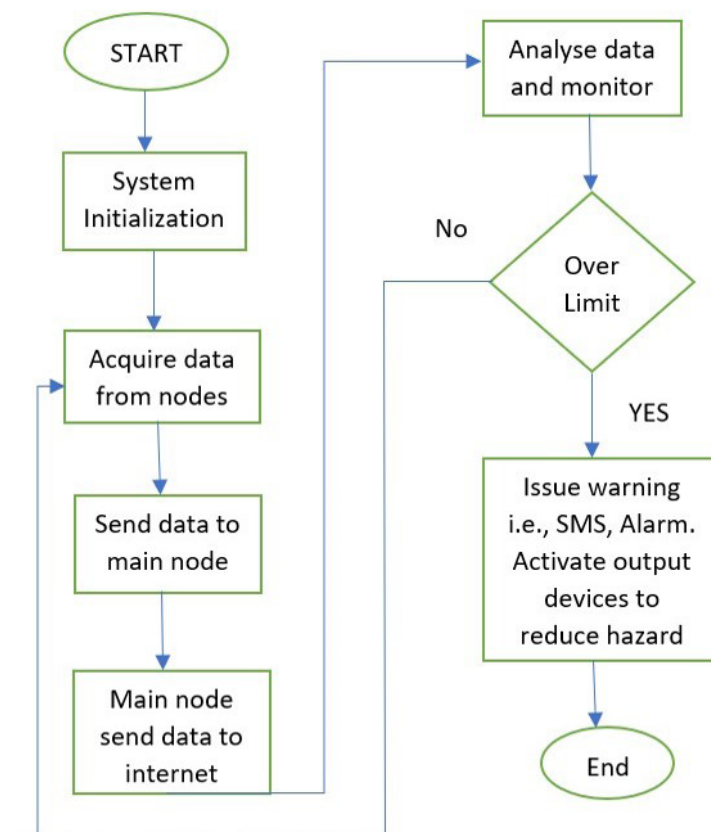 START
System
Initialization
Acquire data
from nodes
Send data to
main node
Main node
send data to
internet
Analyse data
and monitor
No
Over
Limit
YES
Issue warning
i.e., SMS, Alarm.
Activate output
devices to
reduce hazard
End